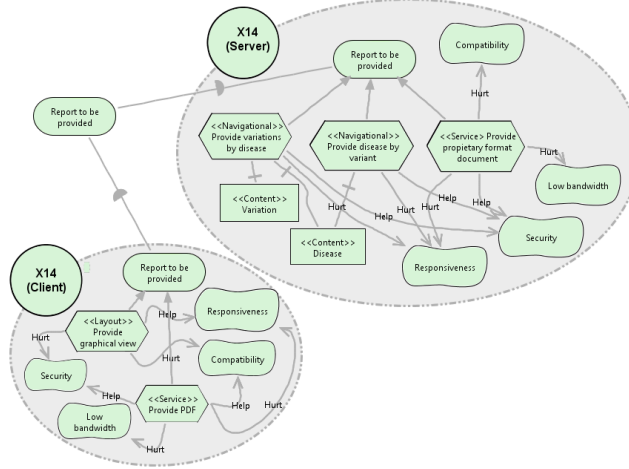 X14
(Server)
Report to be
provided
Compatibility
Hurt
Report to be
provided
<<Navigational>>
Provide variations
by disease
<<Navigational>>
Provide disease by
variant
<<Service> Provide
propietary format
document
Hurt
Low bandwidth
<<Content>>
Variation
Hurt
Help
Hurt
Hurt
Help
Help
<<Content>>
Disease
Security
Responsiveness
X14
(Client)
Report to be
provided
Responsiveness
Help
<<Layout>>
Provide
graphical view
Hurt
Hurt
Compatibility
Security
Help
<<Service>>
Provide PDF
Help
Hurt
Low
bandwidth
Hurt